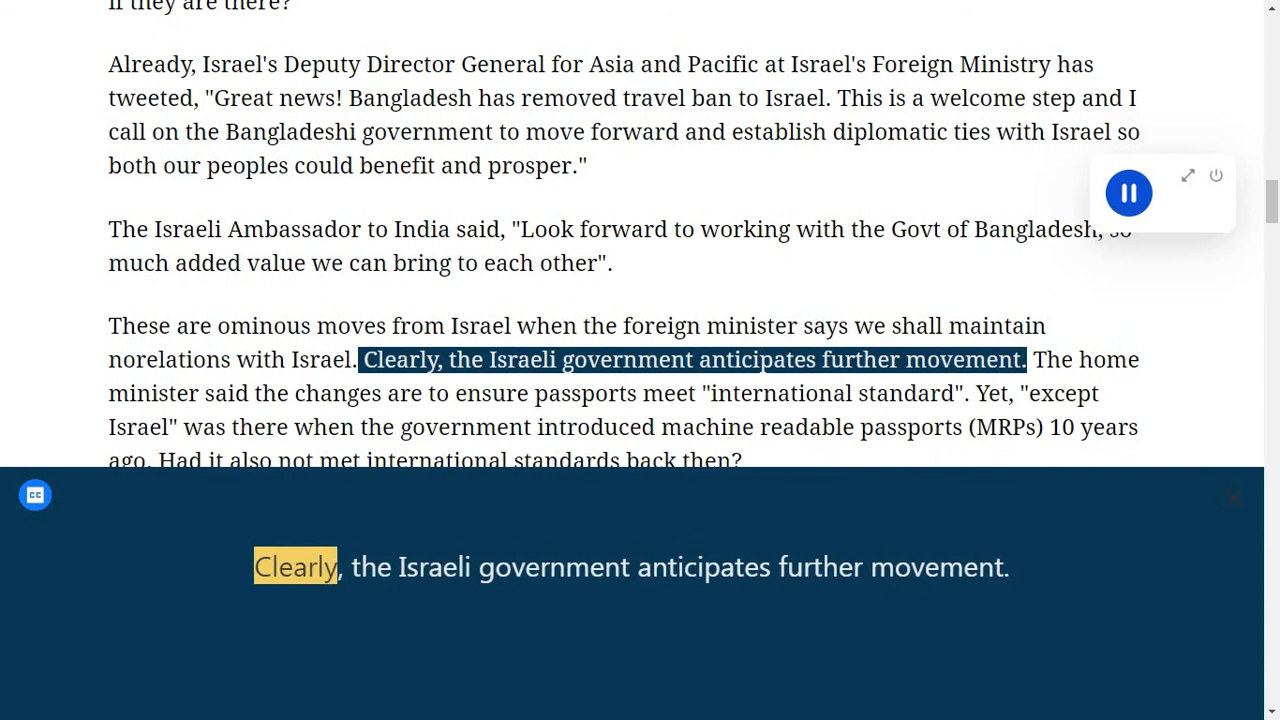 if they are there?
Already, Israel's Deputy Director General for Asia and Pacific at Israel's Foreign Ministry has
tweeted, "Great news! Bangladesh has removed travel ban to Israel. This is a welcome step and I
call on the Bangladeshi government to move forward and establish diplomatic ties with Israel so
both our peoples could benefit and prosper."
The Israeli Ambassador to India said, "Look forward to working with the Govt of Bangladesh, so
much added value we can bring to each other".
These are ominous moves from Israel when the foreign minister says we shall maintain
norelations with Israel. Clearly, the Israeli government anticipates further movement. The home
minister said the changes are to ensure passports meet "international standard". Yet, "except
Israel" was there when the government introduced machine readable passports (MRPs) 10 years
ago. Had it also not met international standards back then?
CC
Clearly, the Israeli government anticipates further movement.